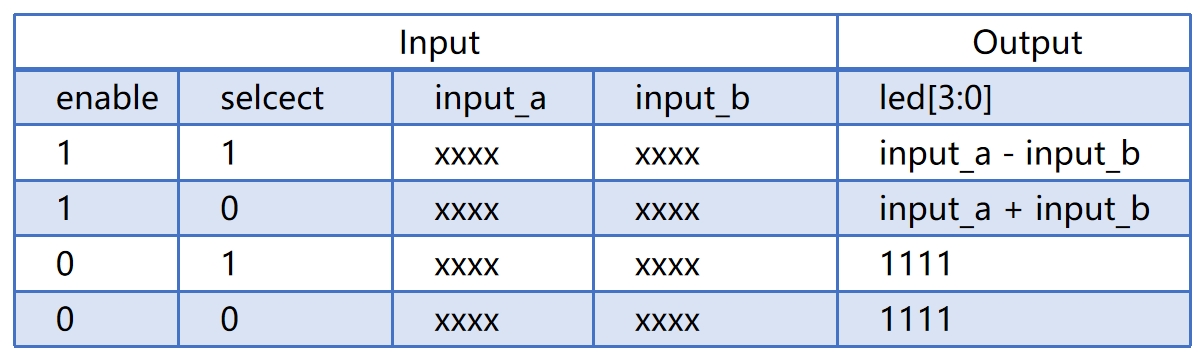 Input Output
enable selcect input_a input_b led[3:0]
1 1 xxxx xxxx input_a - input_b
1 0 xxxx xxxx input_a + input_b
0 1 xxxx xxxx 1111
0 0 xxxx xxxx 1111